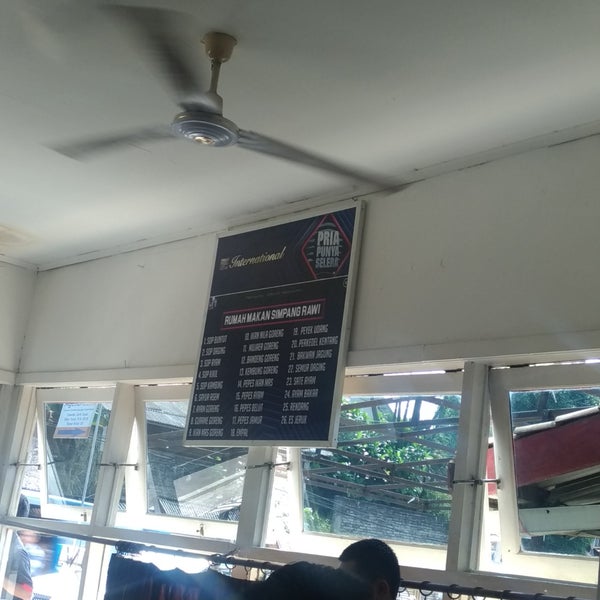 International
PRIA
PUNYA
SELERA
RUMAH MAKAN SIMPANG RAWI
1. SOP BUNTUT
2. SOP DAGING
3. SOP AYAM
4. SOP KIKIL
5. SOP KAMBING
6. SAYUR ASEM
7. AYAM GORENG
8. GURAME GORENG
9. IKAN MAS GORENG
10. IKAN NILA GORENG
11. MUJAER GORENG
12. BANDENG GORENG
13. KEMBUNG GORENG
14. PEPES IKAN MAS
15. PEPES AYAM
16. PEPES BELUT
17. PEPES JAMUR
18. EMPAL
19. PEYEK UDANG
20. PERKEDEL KENTANG
21. BAKWAN JAGUNG
22. SEMUR DAGING
23. SATE AYAM
24. AYAM BAKAR
25. RENDANG
26. ES JERUK